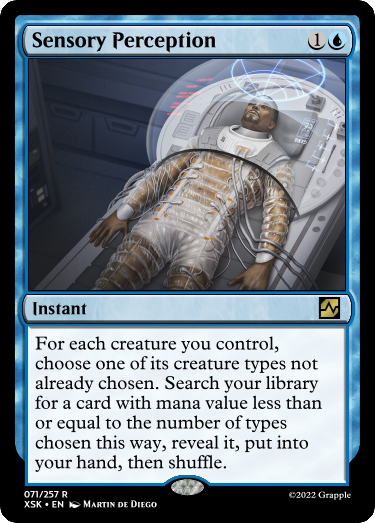 Sensory Perception 1
Instant
For each creature you control,
choose one of its creature types not
already chosen. Search your library
for a card with mana value less than
or equal to the number of types
chosen this way, reveal it, put into
your hand, then shuffle.
071/257 R
XSK • EN Martin de Diego
©2022 Grapple